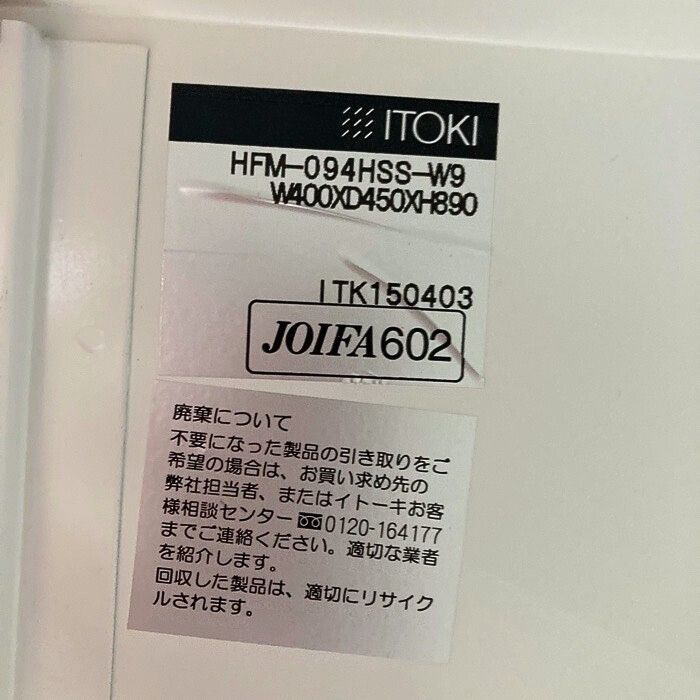 ITOKI
HFM-094HSS-W9
W400XD450XH890
ITK150403
JOIFA602
廃棄について
不要になった製品の引き取りをご
希望の場合は、お買い求め先の
弊社担当者、またはイトーキお客
様相談センター 0120-164177
までご連絡ください。適切な業者
を紹介します。
回収した製品は、適切にリサイク
ルされます。